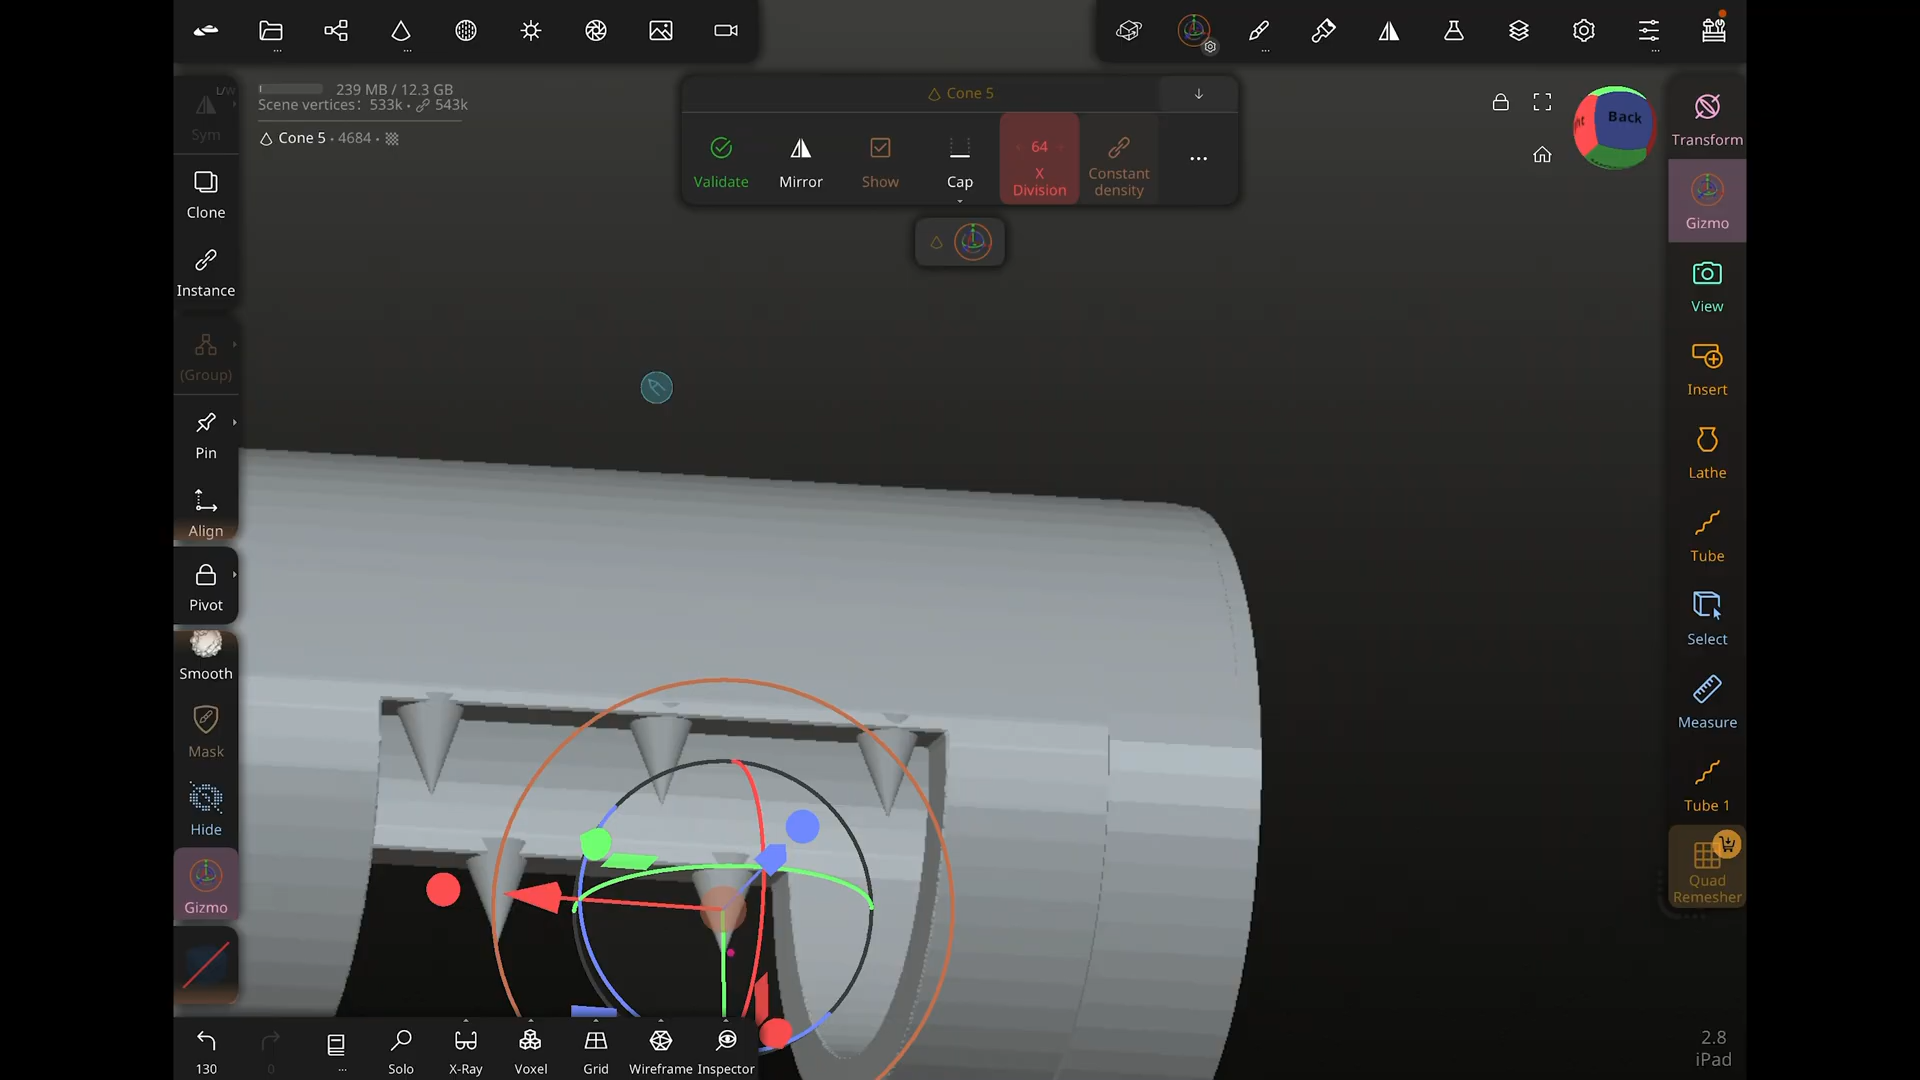 239 MB / 12.3 GB
Scene vertices: 533k • 543k
Cone 5 • 4684 •
L/W
Sym
Clone
Instance
(Group)
Pin
Align
Pivot
Smooth
Mask
Hide
Gizmo
Cone 5
Validate
Mirror
Show
Cap
64
X
Division
Constant
density
...
Back
ht
Transform
Gizmo
View
Insert
Lathe
Tube
Select
Measure
Tube 1
Quad
Remesher
130
0
...
Solo
X-Ray
Voxel
Grid
Wireframe
Inspector
2.8
iPad